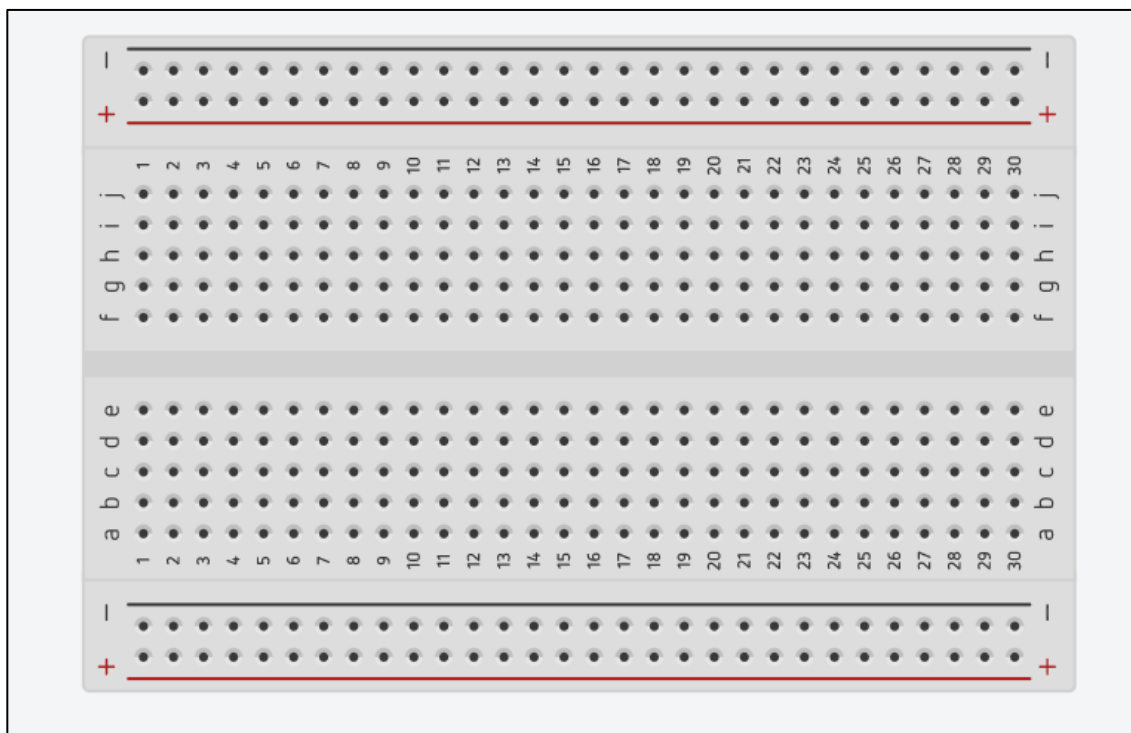 − −
+ +
1 2 3 4 5 6 7 8 9 10 11 12 13 14 15 16 17 18 19 20 21 22 23 24 25 26 27 28 29 30
j j
i i
h h
g g
f f
e e
d d
c c
b b
a a
1 2 3 4 5 6 7 8 9 10 11 12 13 14 15 16 17 18 19 20 21 22 23 24 25 26 27 28 29 30
− −
+ +